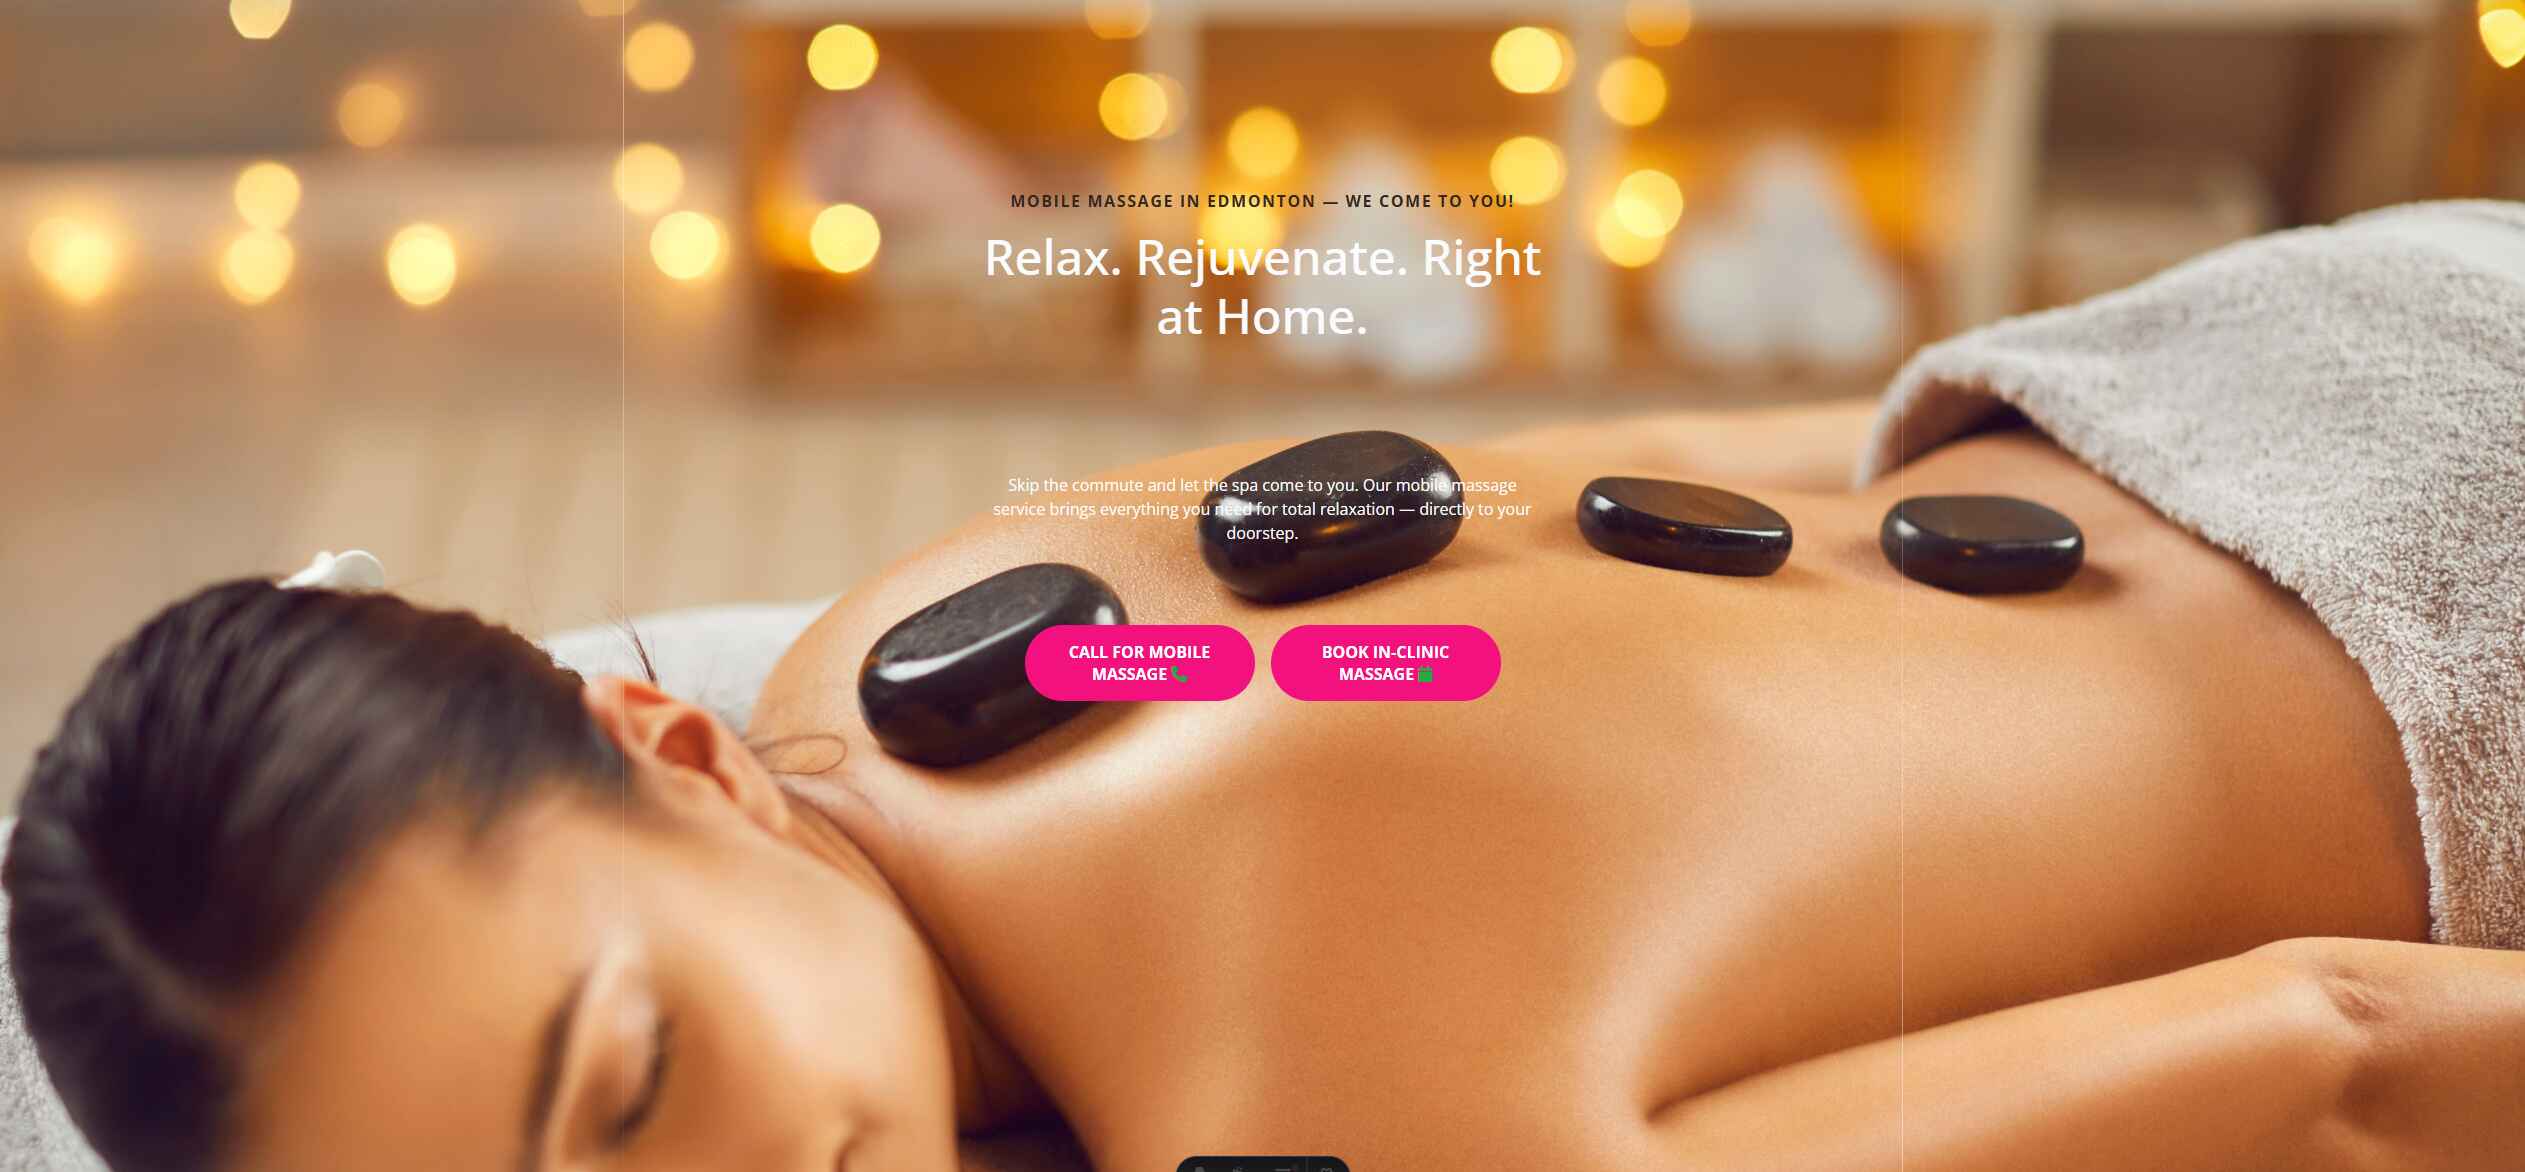 MOBILE MASSAGE IN EDMONTON — WE COME TO YOU!
Relax. Rejuvenate. Right
at Home.
Skip the commute and let the spa come to you. Our mobile massage
service brings everything you need for total relaxation — directly to your
doorstep.
CALL FOR MOBILE
MASSAGE
BOOK IN-CLINIC
MASSAGE